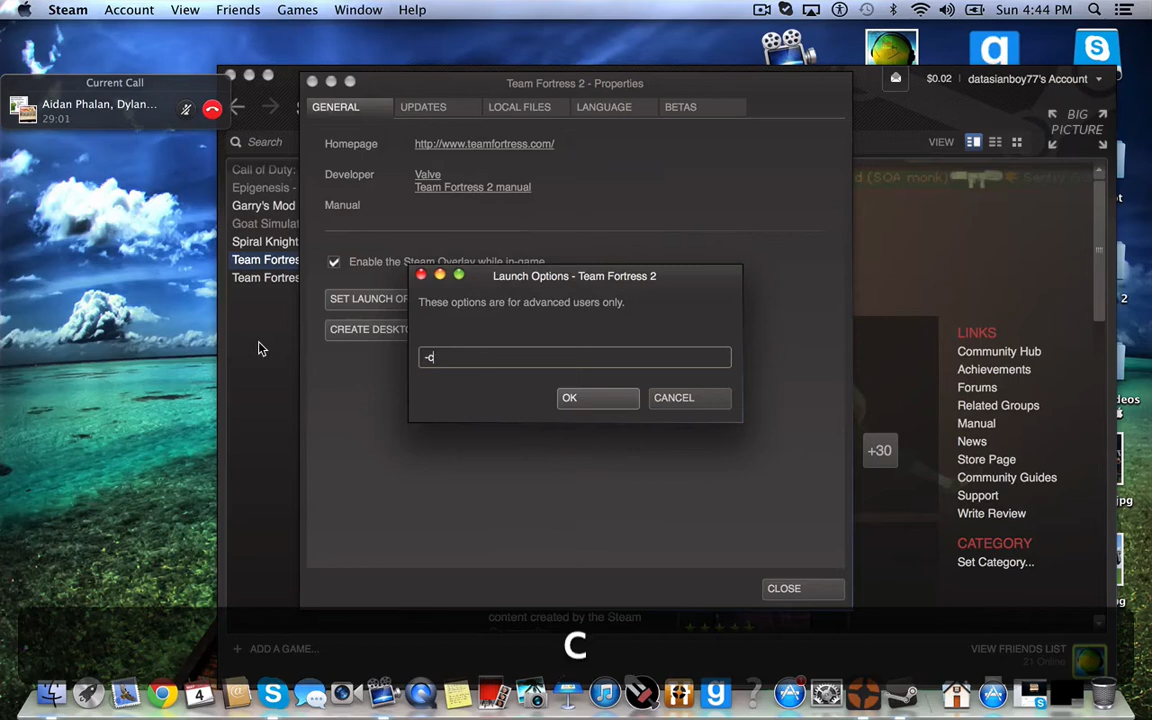 Steam Account View Friends Games Window Help Sun 4:44 PM
Current Call
Aidan Phalan, Dylan...
29:01
$0.02 datasianboy77's Account
Team Fortress 2 - Properties
GENERAL UPDATES LOCAL FILES LANGUAGE BETAS
BIG
PICTURE
Search
VIEW
Homepage http://www.teamfortress.com/
Developer Valve
Team Fortress 2 manual
Manual
Call of Duty:
Epigenesis -
Garry's Mod
Goat Simulat
Spiral Knight
Team Fortres
Team Fortres
d (SOA monk) Sentry
Enable the Steam Overlay while in-game
SET LAUNCH OP
CREATE DESKTO
Launch Options - Team Fortress 2
These options are for advanced users only.
-c
OK CANCEL
+30
LINKS
Community Hub
Achievements
Forums
Related Groups
Manual
News
Store Page
Community Guides
Support
Write Review
CATEGORY
Set Category...
CLOSE
content created by the Steam
C
+ ADD A GAME...
VIEW FRIENDS LIST
21 Online